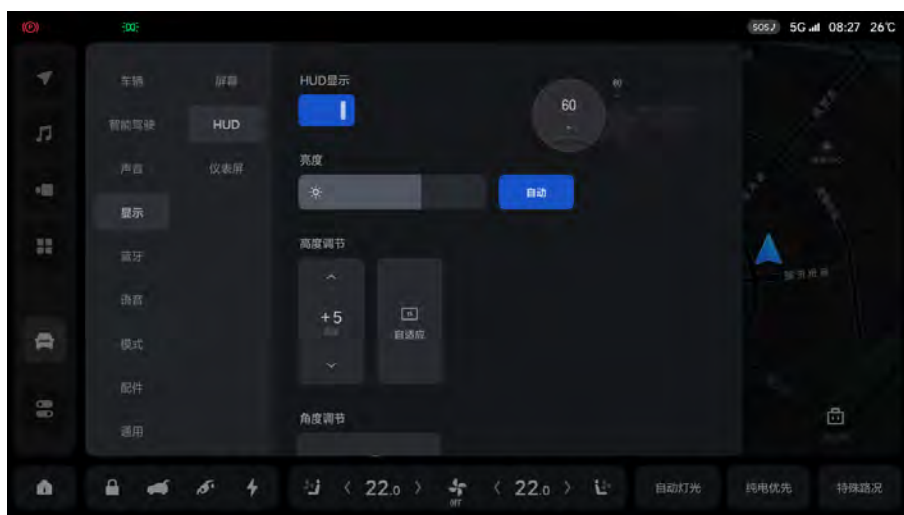 SOS 5G 08:27 26℃
车辆
智能驾驶
声音
显示
蓝牙
语音
模式
配件
通用
屏幕
HUD
仪表屏
HUD显示
60
60
亮度
自动
高度调节
+5
自适应
角度调节
22.0
OFF
22.0
自动灯光
纯电优先
特殊路况